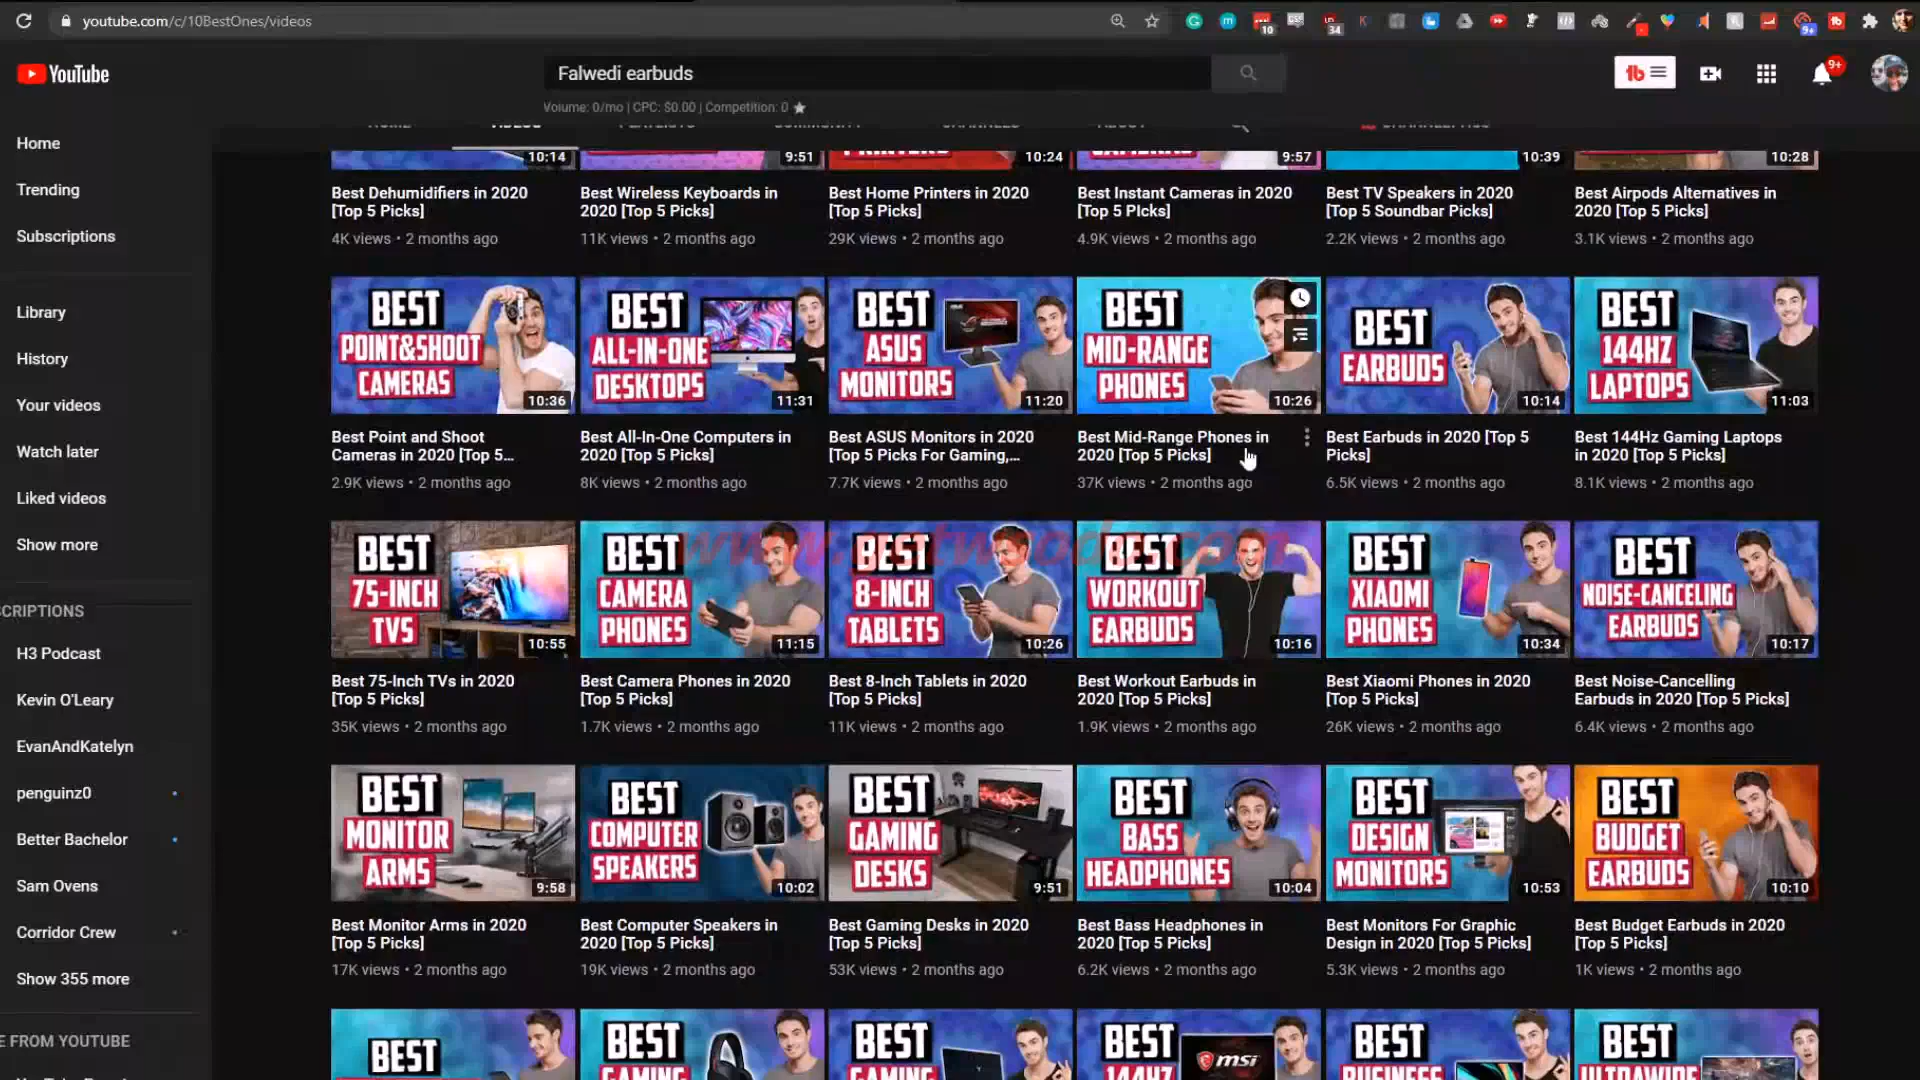 youtube.com/c/10BestOnes/videos
10
34
9+
YouTube
Falwedi earbuds
9+
Volume: 0/mo | CPC: $0.00 | Competition: 0
Home
Trending
Subscriptions
Library
History
Your videos
Watch later
Liked videos
Show more
SCRIPTIONS
H3 Podcast
Kevin O'Leary
EvanAndKatelyn
penguinz0
Better Bachelor
Sam Ovens
Corridor Crew
Show 355 more
E FROM YOUTUBE
10:14
9:51
10:24
9:57
10:39
10:28
Best Dehumidifiers in 2020
[Top 5 Picks]
4K views • 2 months ago
Best Wireless Keyboards in
2020 [Top 5 Picks]
11K views • 2 months ago
Best Home Printers in 2020
[Top 5 Picks]
29K views • 2 months ago
Best Instant Cameras in 2020
[Top 5 PIcks]
4.9K views • 2 months ago
Best TV Speakers in 2020
[Top 5 Soundbar Picks]
2.2K views • 2 months ago
Best Airpods Alternatives in
2020 [Top 5 Picks]
3.1K views • 2 months ago
BEST
POINT&SHOOT
CAMERAS
10:36
Best Point and Shoot
Cameras in 2020 [Top 5...
2.9K views • 2 months ago
BEST
ALL-IN-ONE
DESKTOPS
11:31
Best All-In-One Computers in
2020 [Top 5 Picks]
8K views • 2 months ago
BEST
ASUS
MONITORS
11:20
Best ASUS Monitors in 2020
[Top 5 Picks For Gaming,...
7.7K views • 2 months ago
BEST
MID-RANGE
PHONES
10:26
Best Mid-Range Phones in
2020 [Top 5 Picks]
37K views • 2 months ago
BEST
EARBUDS
10:14
Best Earbuds in 2020 [Top 5
Picks]
6.5K views • 2 months ago
BEST
144HZ
LAPTOPS
11:03
Best 144Hz Gaming Laptops
in 2020 [Top 5 Picks]
8.1K views • 2 months ago
BEST
75-INCH
TVS
10:55
Best 75-Inch TVs in 2020
[Top 5 Picks]
35K views • 2 months ago
BEST
CAMERA
PHONES
11:15
Best Camera Phones in 2020
[Top 5 Picks]
1.7K views • 2 months ago
BEST
8-INCH
TABLETS
10:26
Best 8-Inch Tablets in 2020
[Top 5 Picks]
11K views • 2 months ago
BEST
WORKOUT
EARBUDS
10:16
Best Workout Earbuds in
2020 [Top 5 Picks]
1.9K views • 2 months ago
BEST
XIAOMI
PHONES
10:34
Best Xiaomi Phones in 2020
[Top 5 Picks]
26K views • 2 months ago
BEST
NOISE-CANCELING
EARBUDS
10:17
Best Noise-Cancelling
Earbuds in 2020 [Top 5 Picks]
6.4K views • 2 months ago
BEST
MONITOR
ARMS
9:58
Best Monitor Arms in 2020
[Top 5 Picks]
17K views • 2 months ago
BEST
COMPUTER
SPEAKERS
10:02
Best Computer Speakers in
2020 [Top 5 Picks]
19K views • 2 months ago
BEST
GAMING
DESKS
9:51
Best Gaming Desks in 2020
[Top 5 Picks]
53K views • 2 months ago
BEST
BASS
HEADPHONES
10:04
Best Bass Headphones in
2020 [Top 5 Picks]
6.2K views • 2 months ago
BEST
DESIGN
MONITORS
10:53
Best Monitors For Graphic
Design in 2020 [Top 5 Picks]
5.3K views • 2 months ago
BEST
BUDGET
EARBUDS
10:10
Best Budget Earbuds in 2020
[Top 5 Picks]
1K views • 2 months ago
BEST
BEST
GAMING
BEST
GAMING
BEST
144HZ
msi
BEST
BUSINESS
BEST
ULTRAWIDE